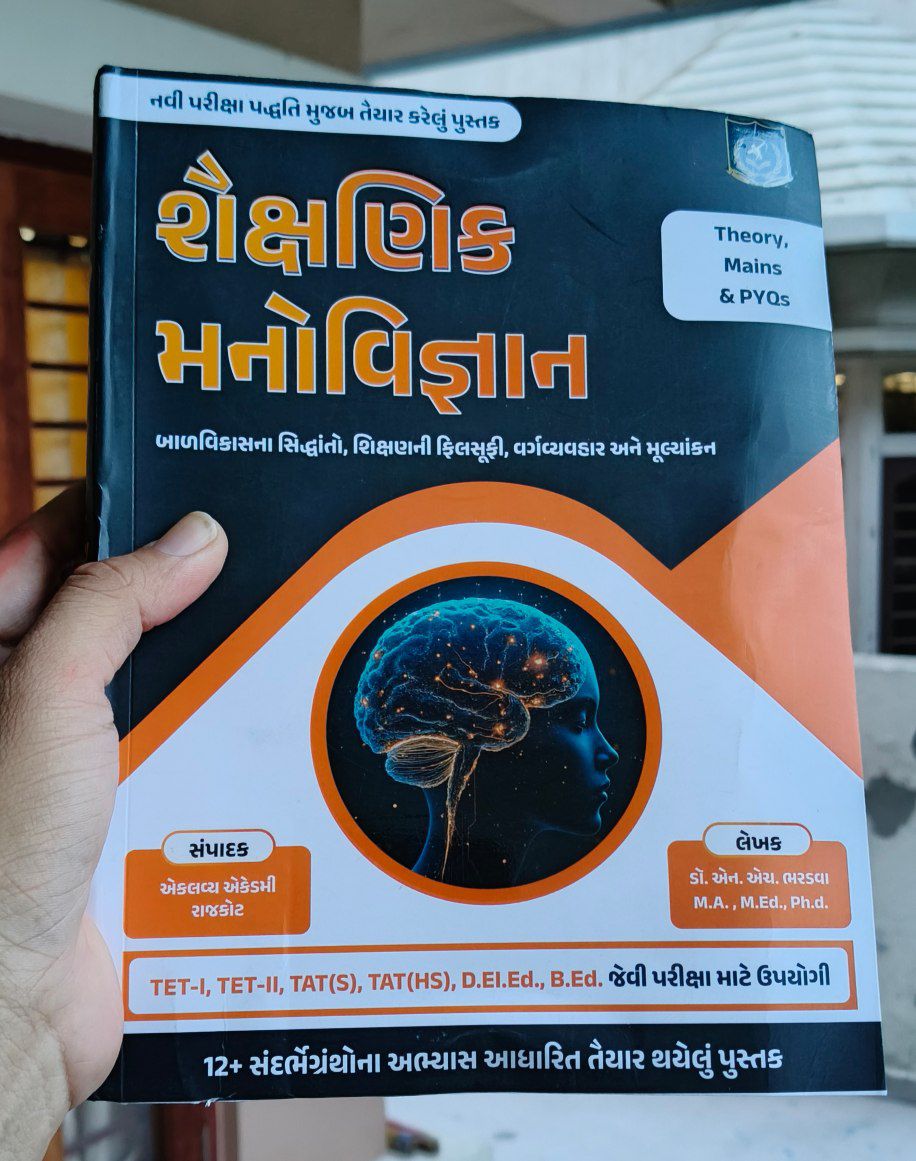 નવી પરીક્ષા પદ્ધતિ મુજબ તૈયાર કરેલું પુસ્તક
શૈક્ષણિક
મનોવિજ્ઞાન
Theory,
Mains
& PYQs
બાળવિકાસના સિદ્ધાંતો, શિક્ષણની ફિલસૂફી, વર્ગવ્યવહાર અને મૂલ્યાંકન
સંપાદક
એકલવ્ય એકેડમી
રાજકોટ
લેખક
ડૉ. એન. એચ. ભરડવા
M.A. , M.Ed., Ph.d.
TET-I, TET-II, TAT(S), TAT(HS), D.El.Ed., B.Ed. જેવી પરીક્ષા માટે ઉપયોગી
12+ સંદર્ભગ્રંથોના અભ્યાસ આધારિત તૈયાર થયેલું પુસ્તક